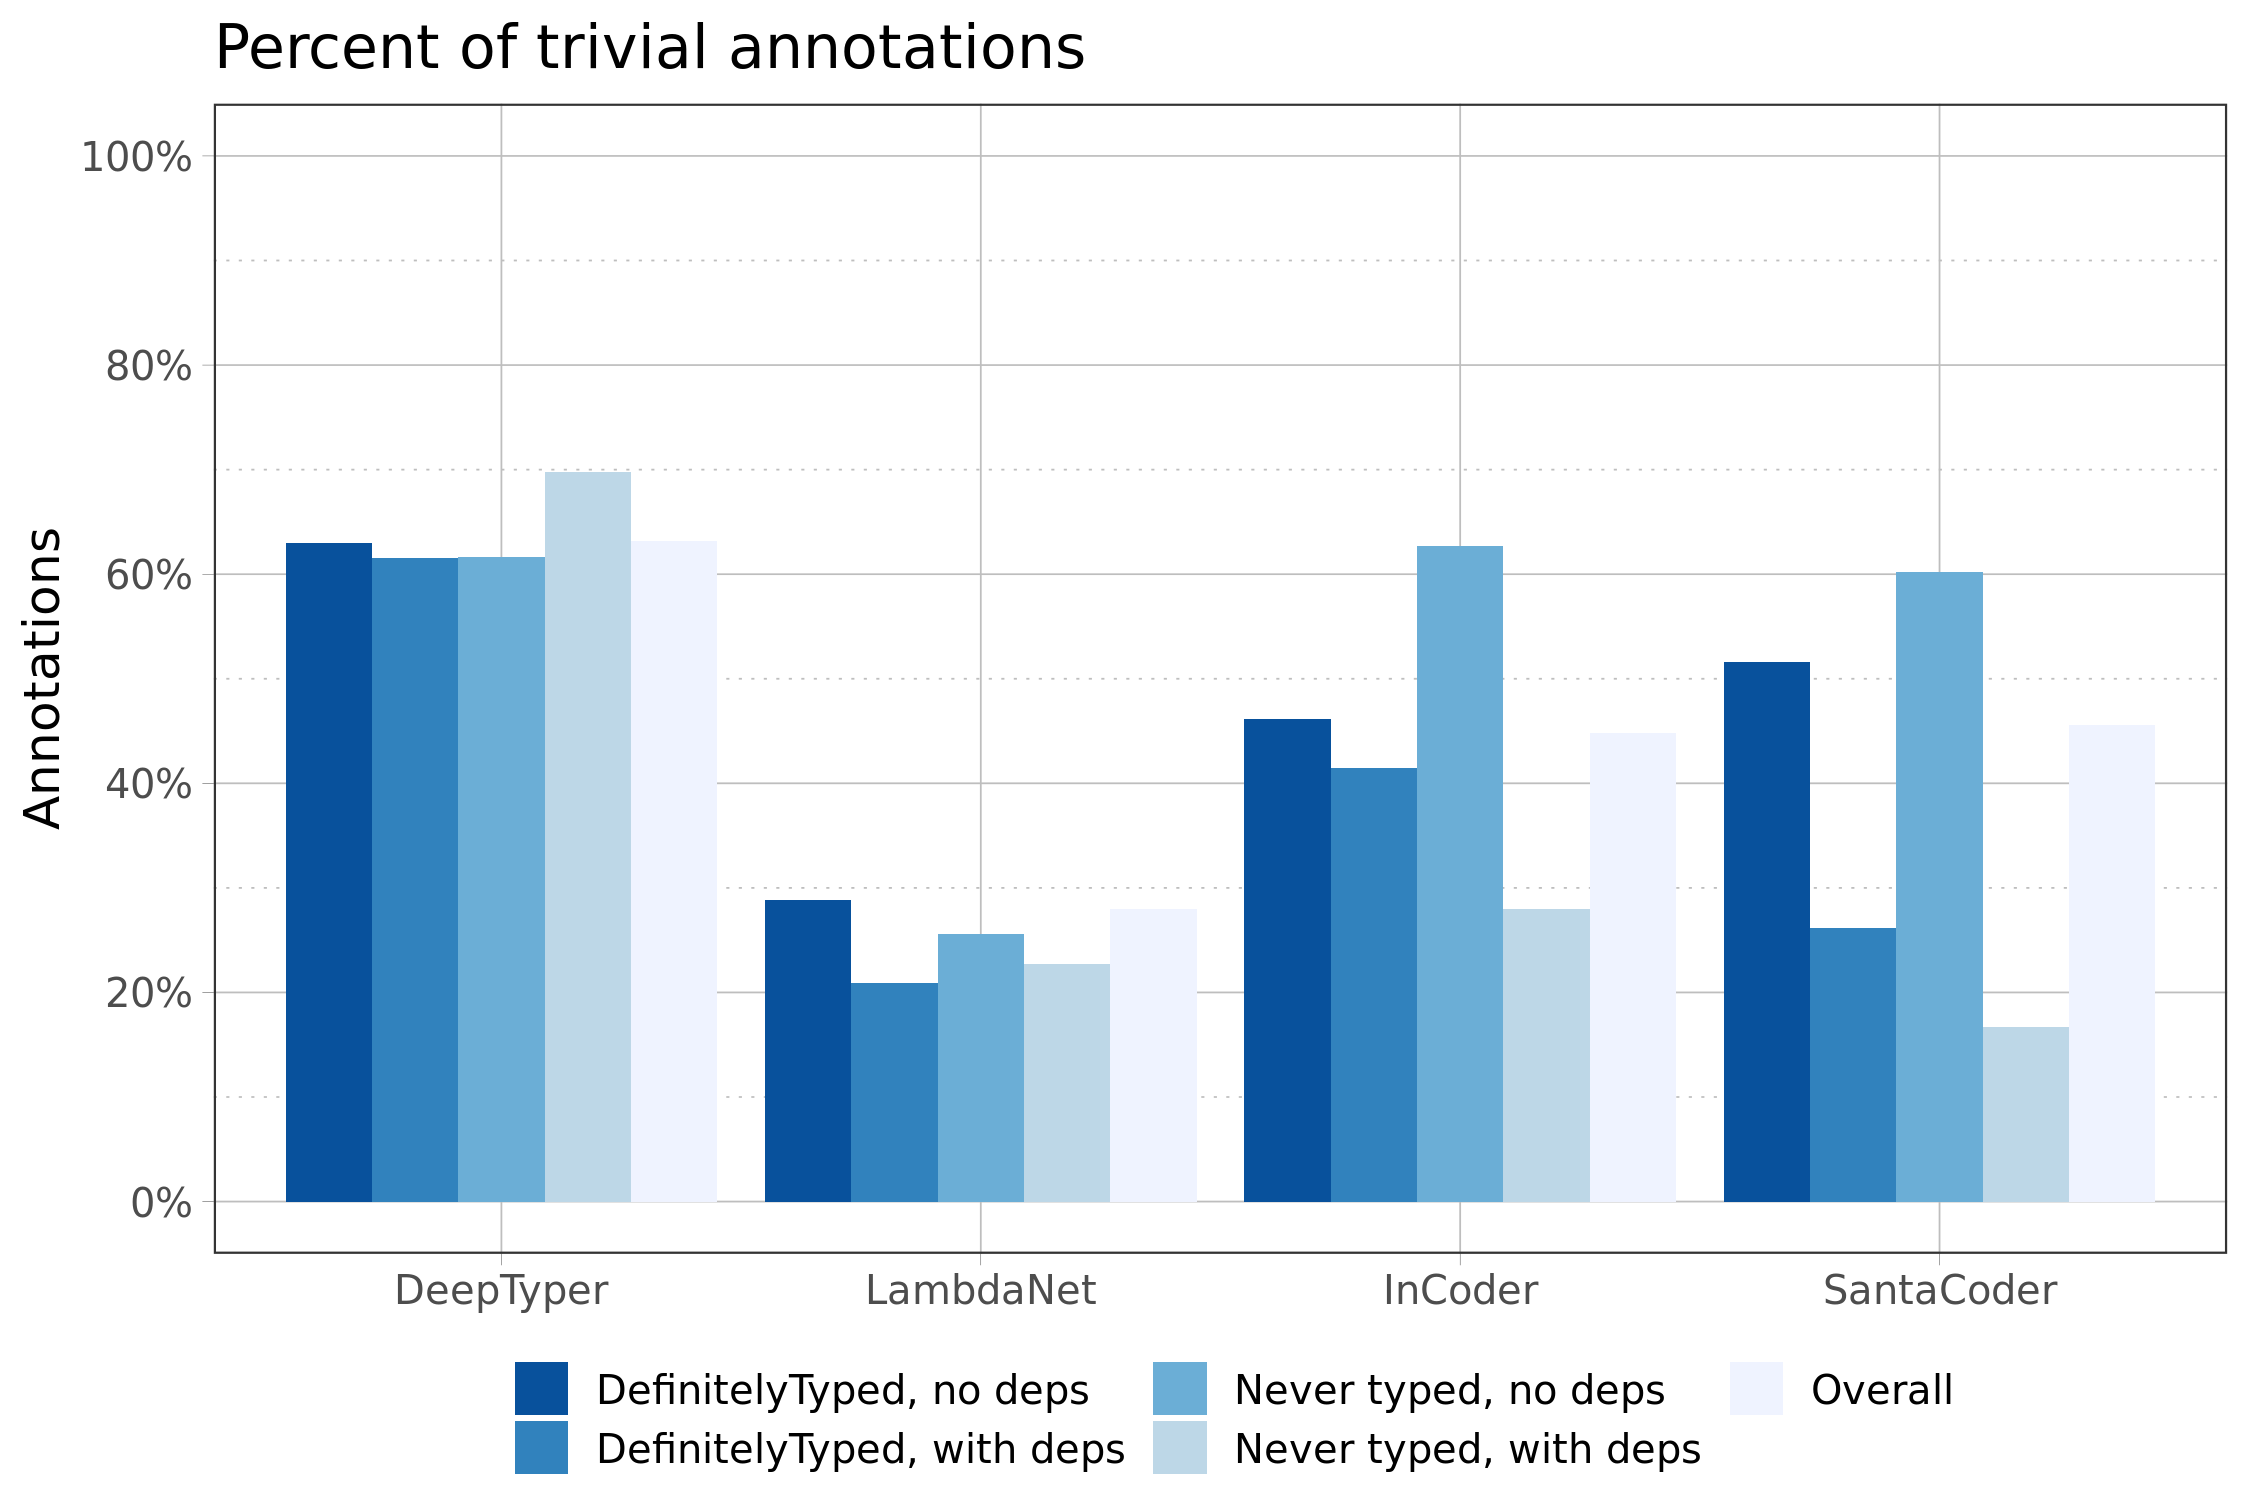 Percent of trivial annotations
Annotations
100%
80%
60%
40%
20%
0%
DeepTyper
LambdaNet
InCoder
SantaCoder
DefinitelyTyped, no deps
DefinitelyTyped, with deps
Never typed, no deps
Never typed, with deps
Overall